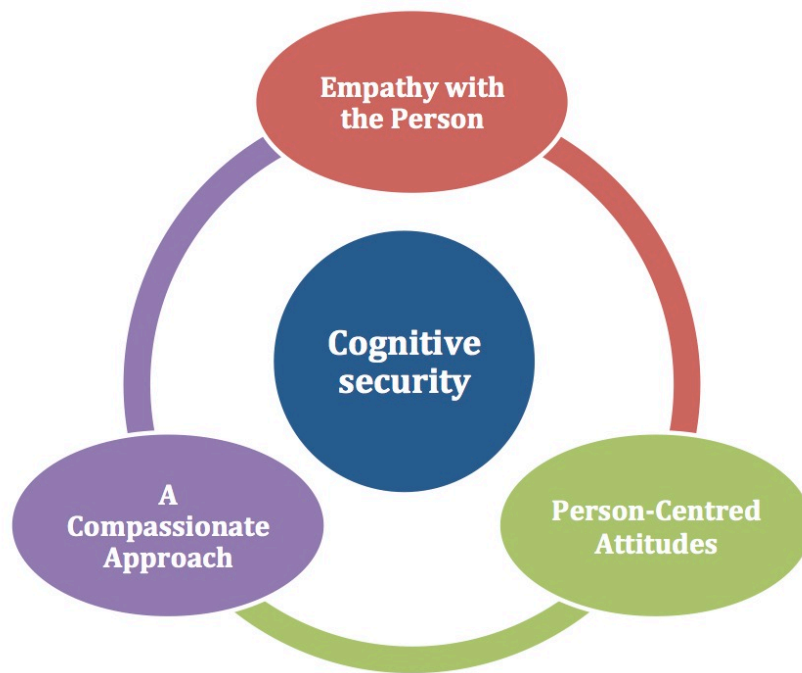 Empathy with
the Person
Cognitive
security
A
Compassionate
Approach
Person-Centred
Attitudes